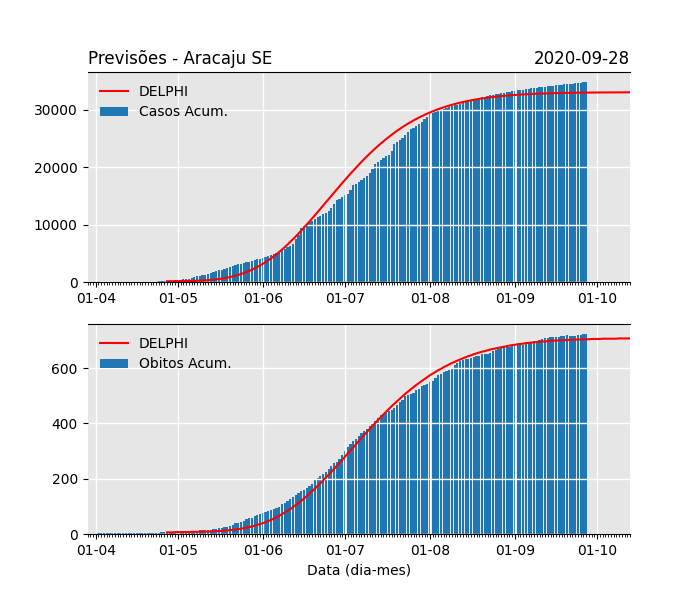 Previsões - Aracaju SE 2020-09-28
DELPHI
Casos Acum.
30000
20000
10000
0
01-04 01-05 01-06 01-07 01-08 01-09 01-10
DELPHI
Obitos Acum.
600
400
200
0
01-04 01-05 01-06 01-07 01-08 01-09 01-10
Data (dia-mes)